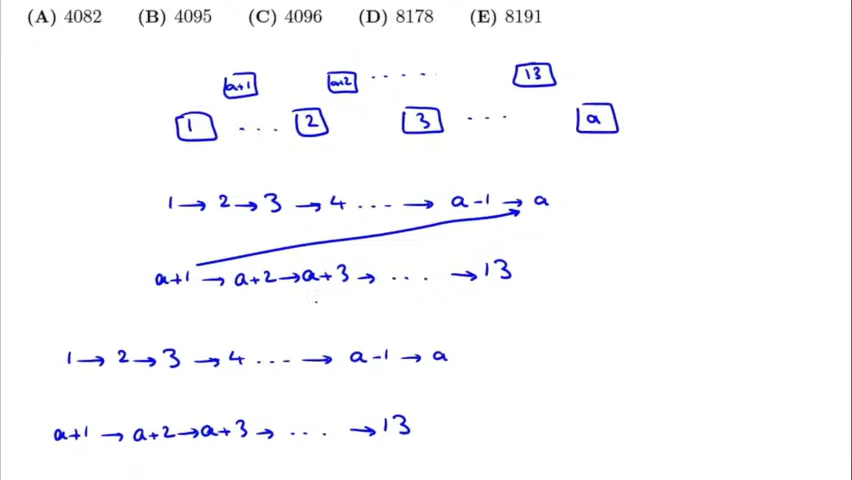 (A) 4082 (B) 4095 (C) 4096 (D) 8178 (E) 8191
a+1 a+2 ..... 13
1 ... 2 3 ... a
1 → 2 → 3 → 4 ... → a-1 → a
a+1 → a+2 → a+3 → .... → 13
1 → 2 → 3 → 4 ... → a-1 → a
a+1 → a+2 → a+3 → .... → 13